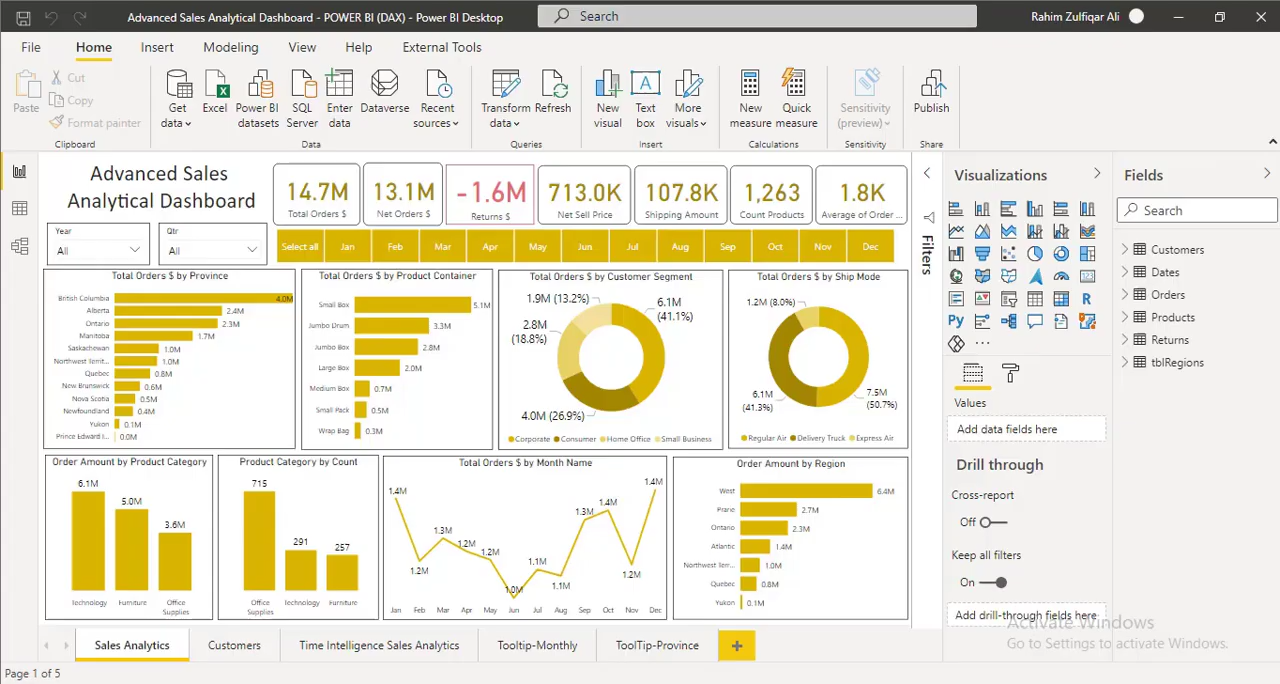 Advanced Sales Analytical Dashboard - POWER BI (DAX) - Power BI Desktop
Search
Rahim Zulfiqar Ali
File Home Insert Modeling View Help External Tools
Paste
Cut
Copy
Format painter
Get data
Excel
Power BI datasets
SQL Server
Enter data
Dataverse
Recent sources
Transform data
Refresh
New visual
Text box
More visuals
New measure
Quick measure
Sensitivity (preview)
Publish
Clipboard Data Queries Insert Calculations Sensitivity Share
Advanced Sales
Analytical Dashboard
14.7M
Total Orders $
13.1M
Net Orders $
-1.6M
Returns $
713.0K
Net Sell Price
107.8K
Shipping Amount
1,263
Count Products
1.8K
Average of Order ...
Year
All
Qtr
All
Select all Jan Feb Mar Apr May Jun Jul Aug Sep Oct Nov Dec
Total Orders $ by Province
British Columbia 4.0M
Alberta 2.4M
Ontario 2.3M
Manitoba 1.7M
Saskatchewan 1.0M
Northwest Territ... 1.0M
Quebec 0.8M
New Brunswick 0.6M
Nova Scotia 0.5M
Newfoundland 0.4M
Yukon 0.1M
Prince Edward I... 0.0M
Total Orders $ by Product Container
Small Box 5.1M
Jumbo Drum 3.3M
Jumbo Box 2.8M
Large Box 2.0M
Medium Box 0.7M
Small Pack 0.5M
Wrap Bag 0.3M
Total Orders $ by Customer Segment
1.9M (13.2%)
6.1M
(41.1%)
2.8M
(18.8%)
4.0M (26.9%)
Corporate Consumer Home Office Small Business
Total Orders $ by Ship Mode
1.2M (8.0%)
6.1M
(41.3%)
7.5M
(50.7%)
Regular Air Delivery Truck Express Air
Order Amount by Product Category
6.1M
5.0M
3.6M
Technology Furniture Office
Supplies
Product Category by Count
715
291
257
Office Technology Furniture
Supplies
Total Orders $ by Month Name
1.4M 1.2M 1.3M 1.2M 1.2M 1.0M 1.1M 1.1M 1.3M 1.4M 1.2M 1.4M
Jan Feb Mar Apr May Jun Jul Aug Sep Oct Nov Dec
Order Amount by Region
West 6.4M
Prarie 2.7M
Ontario 2.3M
Atlantic 1.4M
Northwest Terr... 1.0M
Quebec 0.8M
Yukon 0.1M
Filters
Visualizations
R
Py
...
Values
Add data fields here
Drill through
Cross-report
Off
Keep all filters
On
Add drill-through fields here
Fields
Search
Customers
Dates
Orders
Products
Returns
tblRegions
Activate Windows
Go to Settings to activate Windows.
Sales Analytics Customers Time Intelligence Sales Analytics Tooltip-Monthly ToolTip-Province +
Page 1 of 5